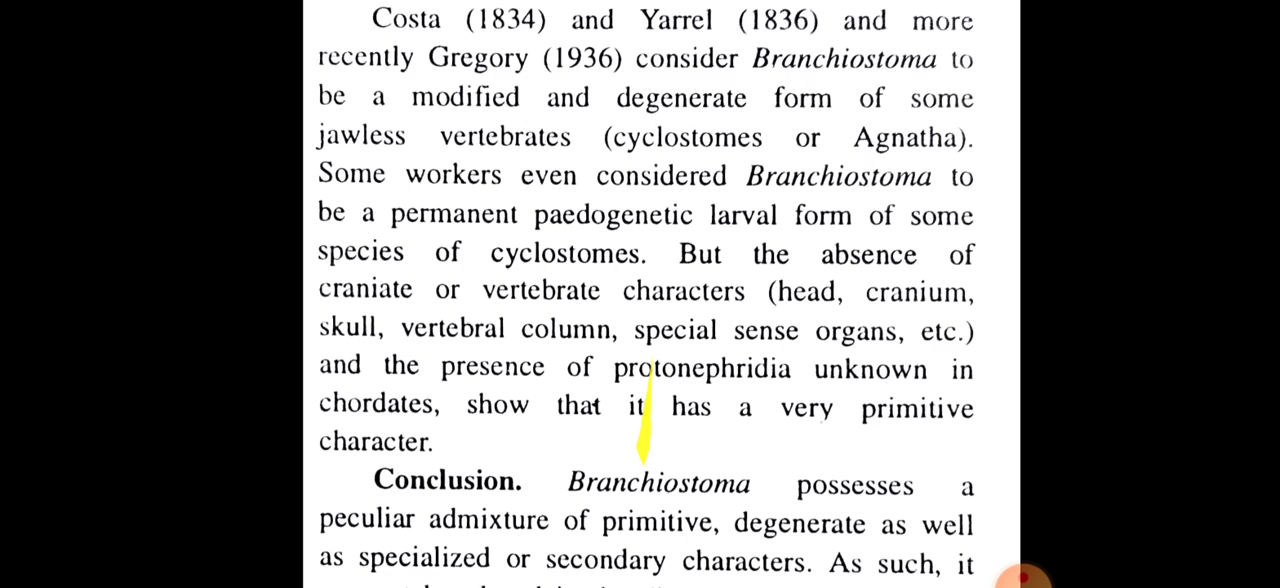 Costa (1834) and Yarrel (1836) and more
recently Gregory (1936) consider Branchiostoma to
be a modified and degenerate form of some
jawless vertebrates (cyclostomes or Agnatha).
Some workers even considered Branchiostoma to
be a permanent paedogenetic larval form of some
species of cyclostomes. But the absence of
craniate or vertebrate characters (head, cranium,
skull, vertebral column, special sense organs, etc.)
and the presence of protonephridia unknown in
chordates, show that it has a very primitive
character.
Conclusion. Branchiostoma possesses a
peculiar admixture of primitive, degenerate as well
as specialized or secondary characters. As such, it